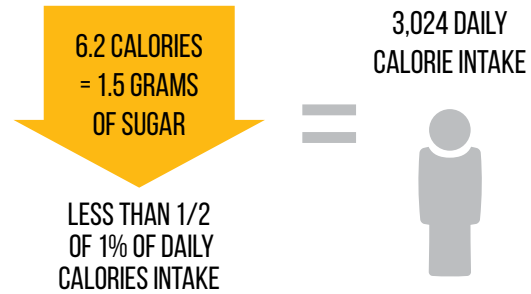 6.2 CALORIES
= 1.5 GRAMS
OF SUGAR
LESS THAN 1/2
OF 1% OF DAILY
CALORIES INTAKE
=
3,024 DAILY
CALORIE INTAKE